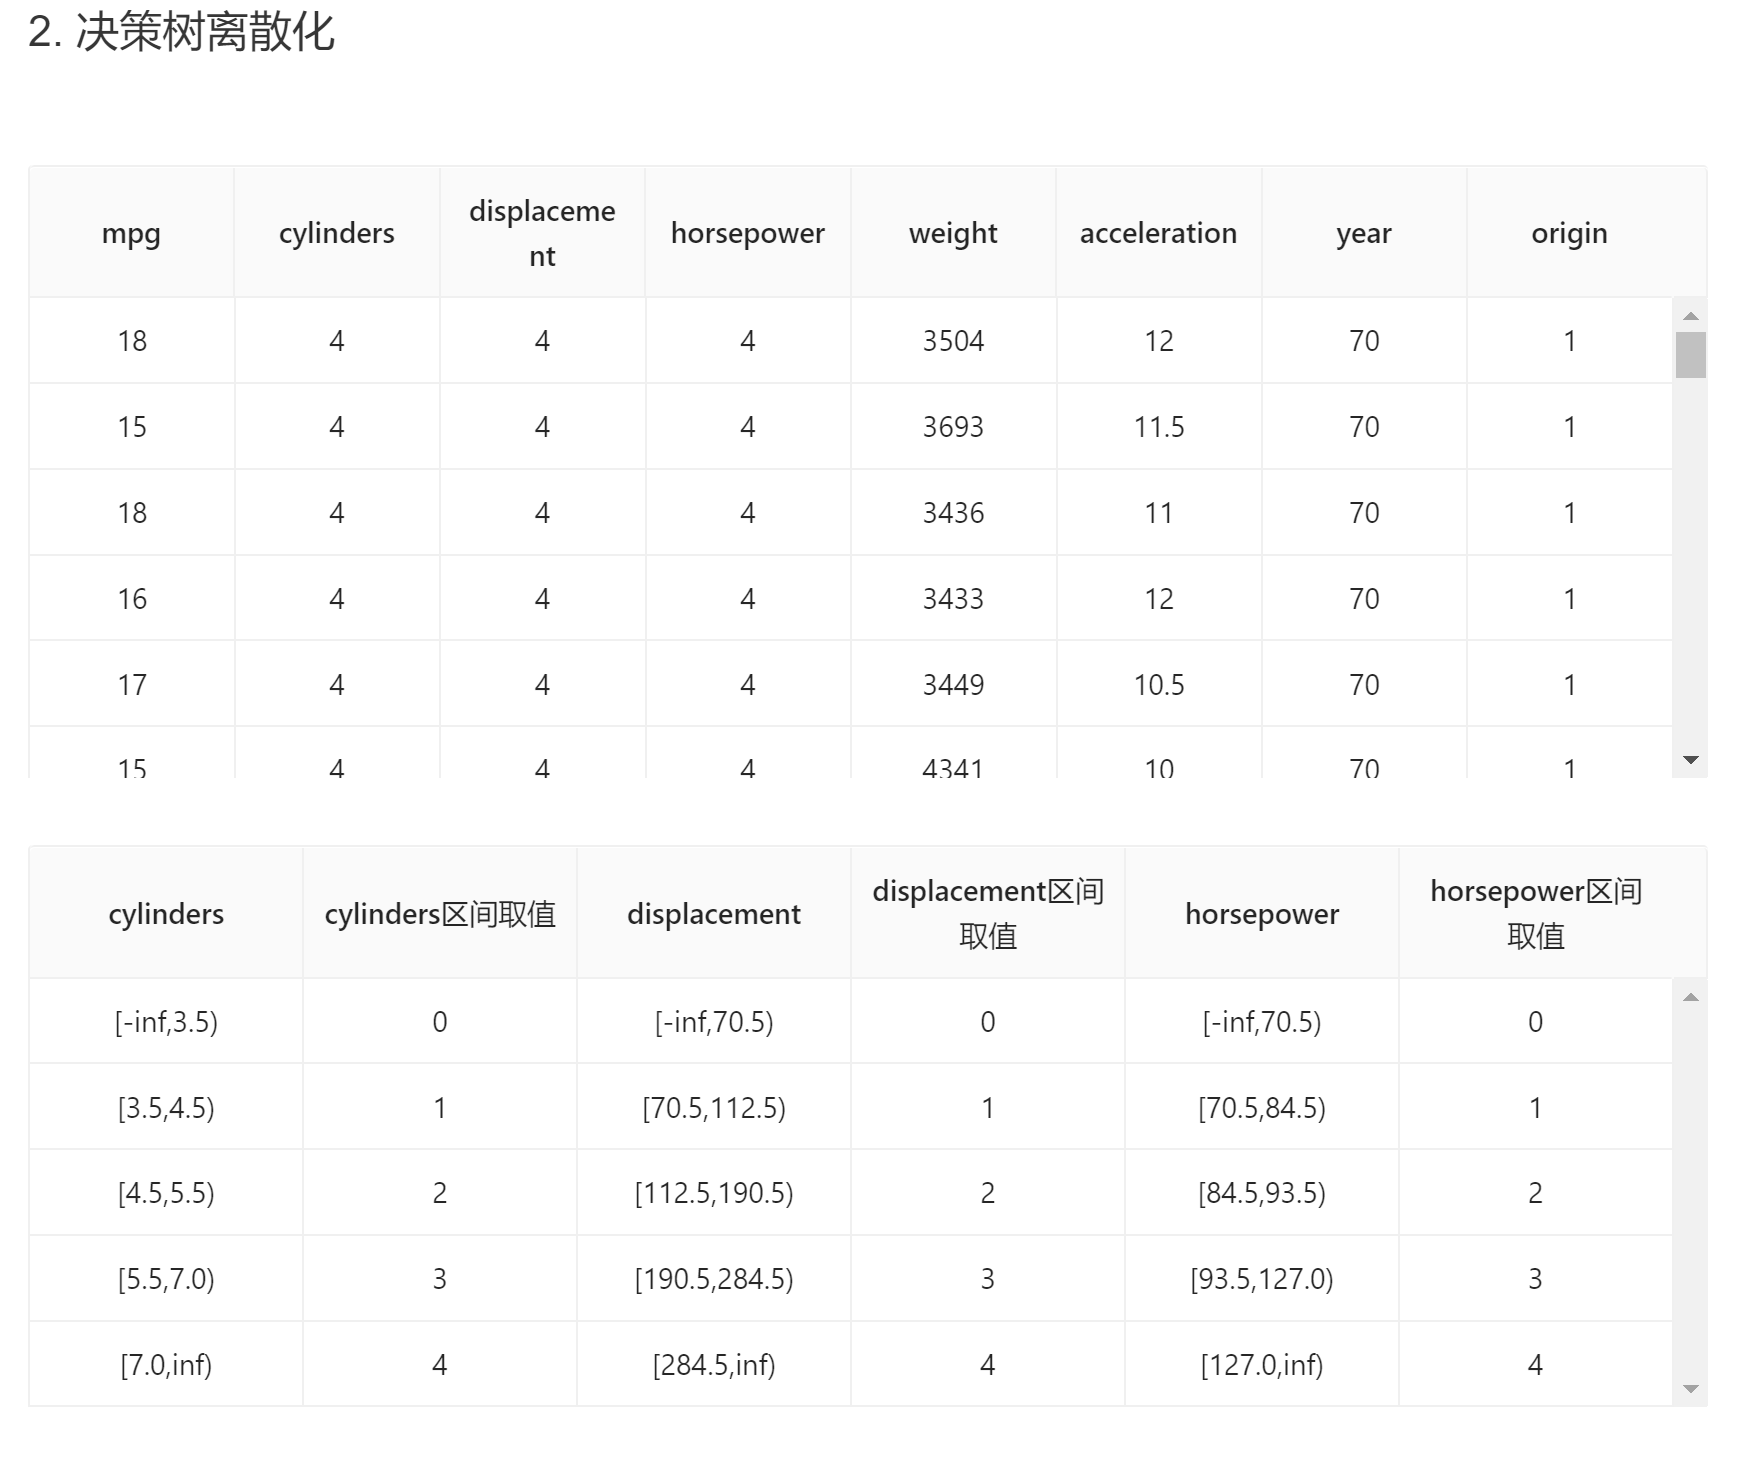 2. 决策树离散化
mpg cylinders displaceme horsepower weight acceleration year origin
nt
18 4 4 4 3504 12 70 1
15 4 4 4 3693 11.5 70 1
18 4 4 4 3436 11 70 1
16 4 4 4 3433 12 70 1
17 4 4 4 3449 10.5 70 1
15 4 4 4 4341 10 70 1
cylinders cylinders区间取值 displacement displacement区间 horsepower horsepower区间
取值 取值
[-inf,3.5) 0 [-inf,70.5) 0 [-inf,70.5) 0
[3.5,4.5) 1 [70.5,112.5) 1 [70.5,84.5) 1
[4.5,5.5) 2 [112.5,190.5) 2 [84.5,93.5) 2
[5.5,7.0) 3 [190.5,284.5) 3 [93.5,127.0) 3
[7.0,inf) 4 [284.5,inf) 4 [127.0,inf) 4